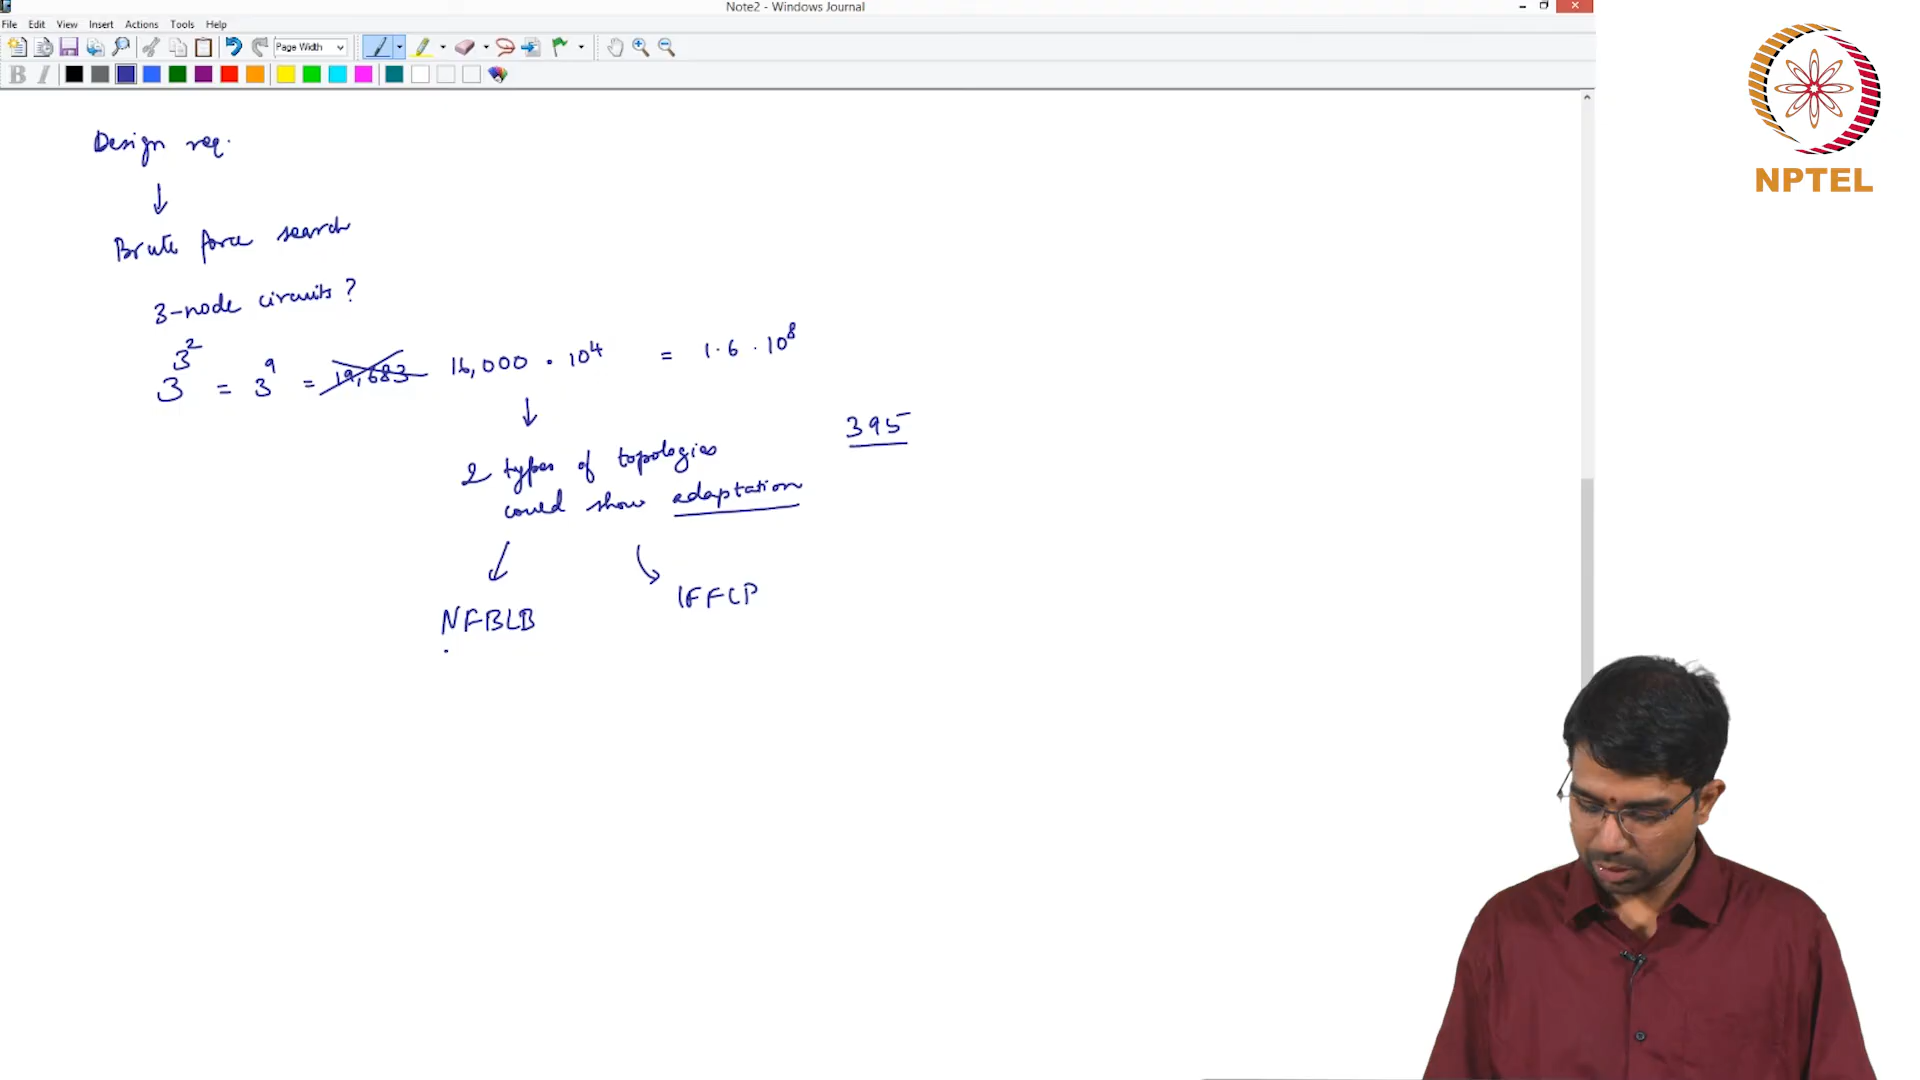 Note2 - Windows Journal
File Edit View Insert Actions Tools Help
Page Width
B I
NPTEL
Design req.
↓
Brute force search
3-node circuits?
3^3^2 = 3^9 = 19,683 16,000 · 10^4 = 1.6 · 10^8
↓
395
2 types of topologies
could show adaptation
NFBLB
IFFLP